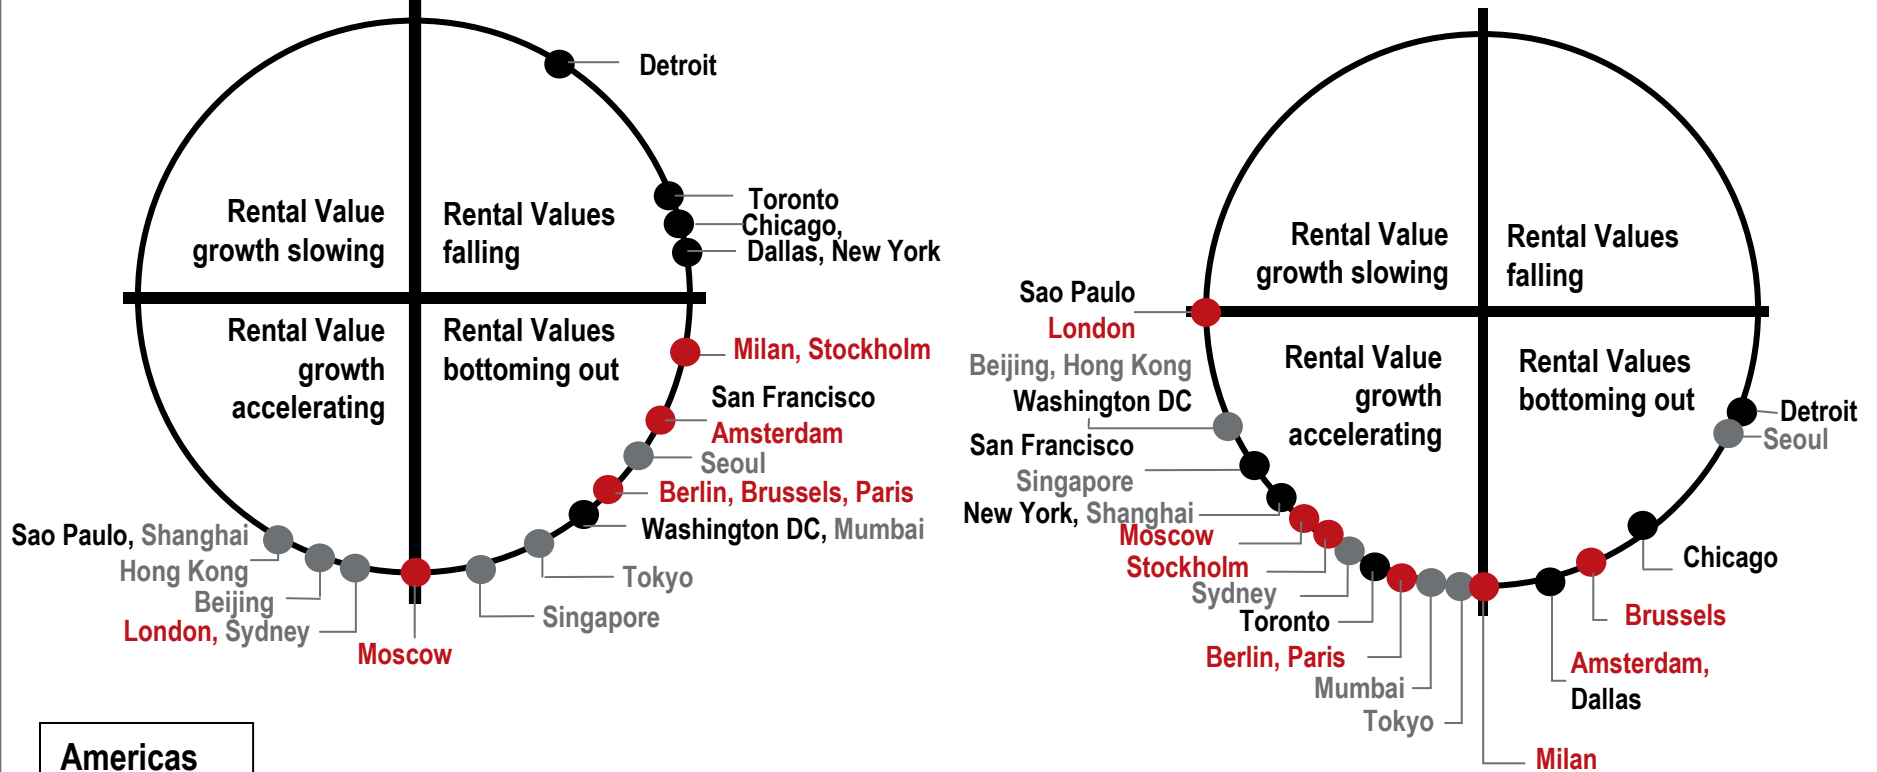 Detroit
Toronto
Chicago,
Dallas, New York
Rental Value
growth slowing
Rental Values
falling
Rental Value
growth
accelerating
Rental Values
bottoming out
Milan, Stockholm
San Francisco
Amsterdam
Seoul
Berlin, Brussels, Paris
Washington DC, Mumbai
Tokyo
Singapore
Sao Paulo, Shanghai
Hong Kong
Beijing
London, Sydney
Moscow
Americas
Rental Value
growth slowing
Rental Values
falling
Sao Paulo
London
Beijing, Hong Kong
Washington DC
San Francisco
Singapore
New York, Shanghai
Moscow
Stockholm
Sydney
Toronto
Berlin, Paris
Mumbai
Tokyo
Rental Value
growth
accelerating
Rental Values
bottoming out
Detroit
Seoul
Chicago
Brussels
Amsterdam,
Dallas
Milan